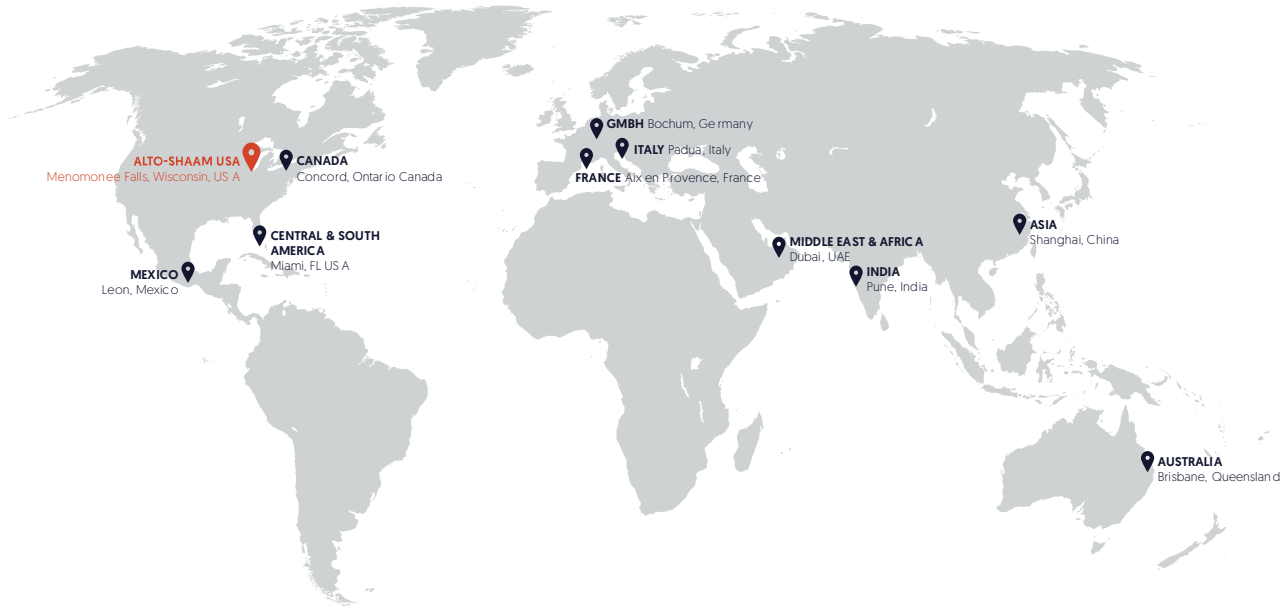 GMBH Bochum, Germany
ITALY Padua, Italy
FRANCE Aix en Provence, France
ALTO-SHAAM USA
Menomonee Falls, Wisconsin, US A
CANADA
Concord, Ontario Canada
CENTRAL & SOUTH
AMERICA
Miami, FL US A
MEXICO
Leon, Mexico
MIDDLE EAST & AFRICA
Dubai, UAE
INDIA
Pune, India
ASIA
Shanghai, China
AUSTRALIA
Brisbane, Queensland